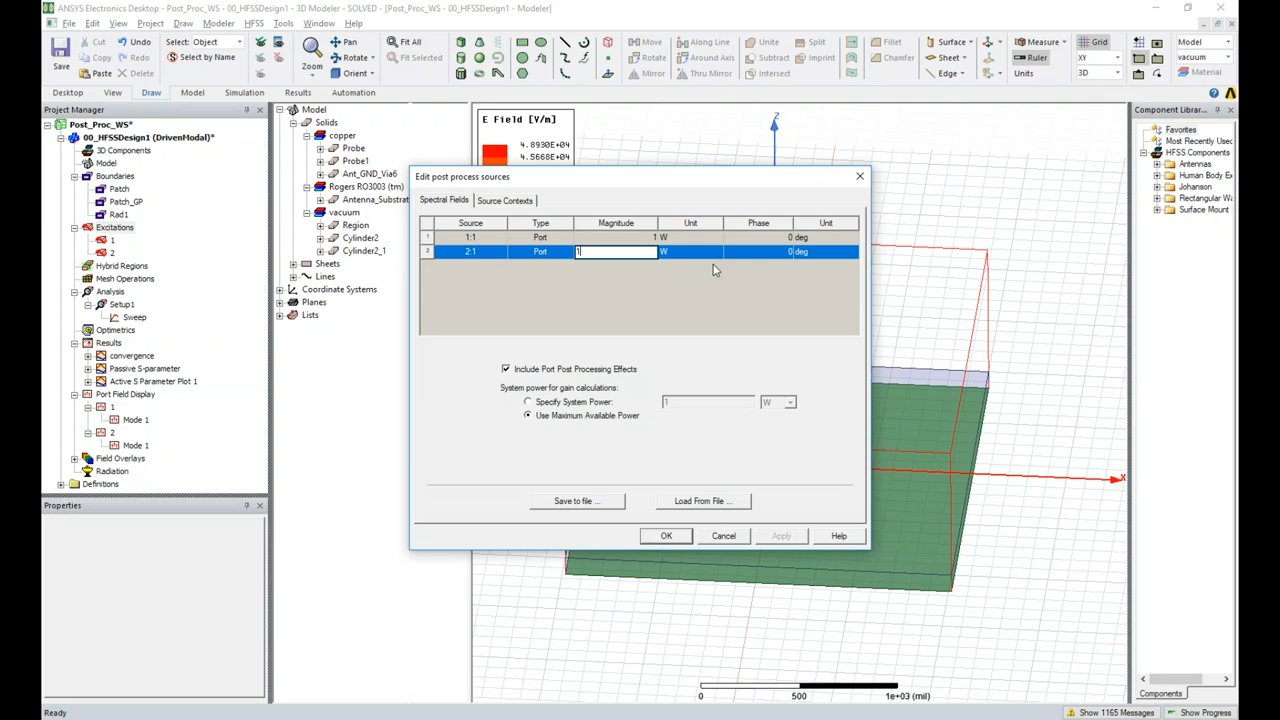 ANSYS Electronics Desktop - Post_Proc_WS - 00_HFSSDesign1 - 3D Modeler - SOLVED - [Post_Proc_WS - 00_HFSSDesign1 - Modeler]
File Edit View Project Draw Modeler HFSS Tools Window Help
Save Cut Undo Select: Object Zoom Pan Fit All Move Along Line Unite Split Fillet Surface Measure Grid Model
Copy Redo Select by Name Rotate Fit Selected Rotate Around Axis Subtract Imprint Chamfer Sheet Ruler XY vacuum
Paste Delete Orient Mirror Thru Mirror Intersect Edge Units 3D Material
Desktop View Draw Model Simulation Results Automation
Project Manager
Post_Proc_WS*
00_HFSSDesign1 (DrivenModal)*
3D Components
Model
Boundaries
Patch
Patch_GP
Rad1
Excitations
1
2
Hybrid Regions
Mesh Operations
Analysis
Setup1
Sweep
Optimetrics
Results
convergence
Passive S-parameter
Active S Parameter Plot 1
Port Field Display
1
Mode 1
2
Mode 1
Field Overlays
Radiation
Definitions
Properties
Model
Solids
copper
Probe
Probe1
Ant_GND_Via6
Rogers RO3003 (tm)
Antenna_Substrat
vacuum
Region
Cylinder2
Cylinder2_1
Sheets
Lines
Coordinate Systems
Planes
Lists
E Field [V/m]
4.8930E+04
4.5668E+04
Z
X
Edit post process sources
Spectral Fields Source Contexts
Source Type Magnitude Unit Phase Unit
1 1:1 Port 1 W 0 deg
2 2:1 Port 1 W 0 deg
Include Port Post Processing Effects
System power for gain calculations:
Specify System Power: 1 W
Use Maximum Available Power
Save to file ... Load From File ...
OK Cancel Apply Help
0 500 1e+03 (mil)
Component Librar...
Favorites
Most Recently Used
HFSS Components
Antennas
Human Body Ex
Johanson
Rectangular Wa
Surface Mount
Components
Ready
Show 1165 Messages Show Progress